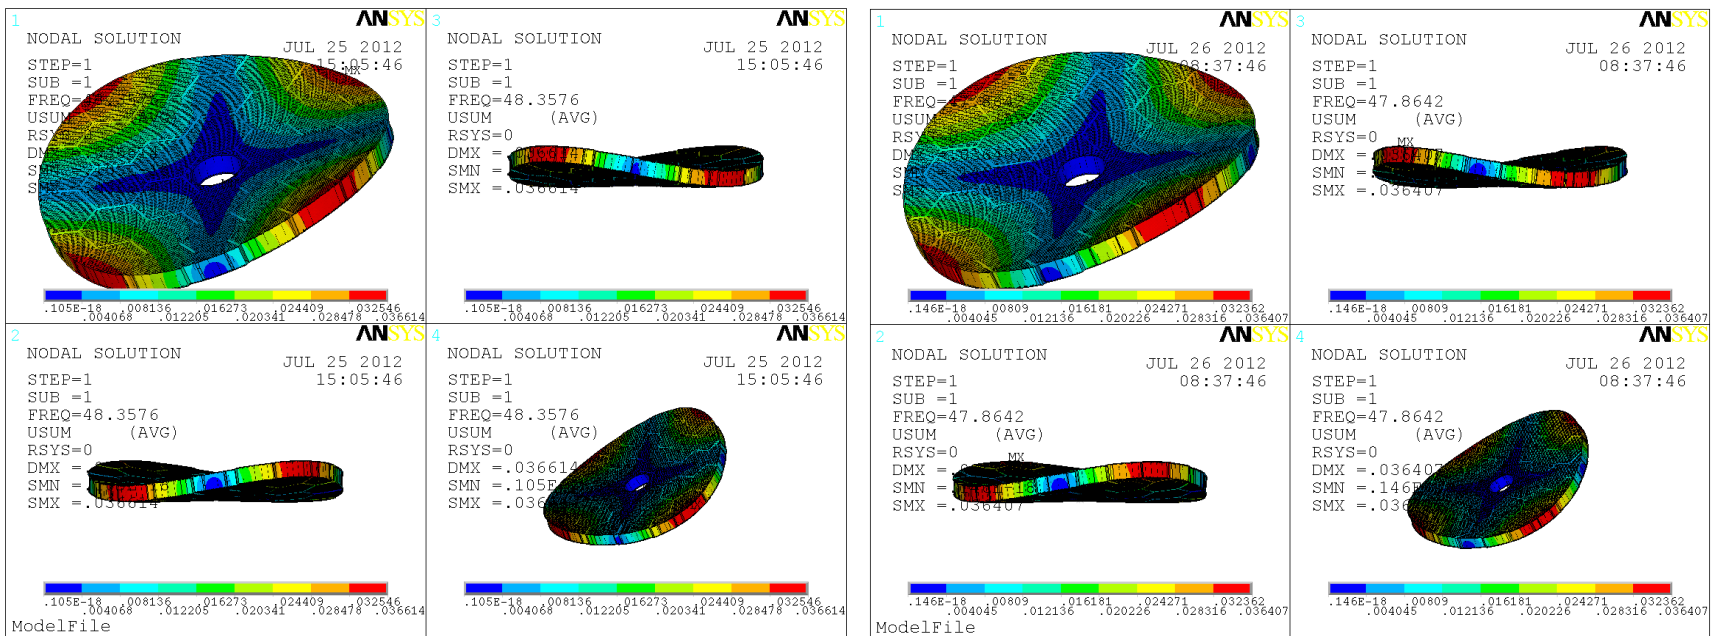 1
ANSYS
NODAL SOLUTION
JUL 25 2012
STEP=1
15:05:46
SUB =1
MX
USUM
3
ANSYS
NODAL SOLUTION
JUL 25 2012
STEP=1
15:05:46
SUB =1
FREQ=48.3576
USUM (AVG)
RSYS=0
DMX =
SMN =
SMX =.036614
.105E-18 .008136 .016273 .024409 .032546
.004068 .012205 .020341 .028478 .036614
.105E-18 .008136 .016273 .024409 .032546
.004068 .012205 .020341 .028478 .036614
2
ANSYS
NODAL SOLUTION
JUL 25 2012
STEP=1
15:05:46
SUB =1
FREQ=48.3576
USUM (AVG)
RSYS=0
DMX =
SMN =
SMX =.036614
4
ANSYS
NODAL SOLUTION
JUL 25 2012
STEP=1
15:05:46
SUB =1
FREQ=48.3576
USUM (AVG)
RSYS=0
DMX =.036614
SMN =.105E
SMX =.036
.105E-18 .008136 .016273 .024409 .032546
.004068 .012205 .020341 .028478 .036614
.105E-18 .008136 .016273 .024409 .032546
.004068 .012205 .020341 .028478 .036614
ModelFile
1
ANSYS
NODAL SOLUTION
JUL 26 2012
STEP=1
08:37:46
SUB =1
USUM
3
ANSYS
NODAL SOLUTION
JUL 26 2012
STEP=1
08:37:46
SUB =1
FREQ=47.8642
USUM (AVG)
RSYS=0
MX
DMX =
SMN =
SMX =.036407
.146E-18 .00809 .016181 .024271 .032362
.004045 .012136 .020226 .028316 .036407
.146E-18 .00809 .016181 .024271 .032362
.004045 .012136 .020226 .028316 .036407
2
ANSYS
NODAL SOLUTION
JUL 26 2012
STEP=1
08:37:46
SUB =1
FREQ=47.8642
USUM (AVG)
RSYS=0
MX
DMX =
SMN =
SMX =.036407
4
ANSYS
NODAL SOLUTION
JUL 26 2012
STEP=1
08:37:46
SUB =1
FREQ=47.8642
USUM (AVG)
RSYS=0
DMX =.036407
SMN =.146E
SMX =.036
.146E-18 .00809 .016181 .024271 .032362
.004045 .012136 .020226 .028316 .036407
.146E-18 .00809 .016181 .024271 .032362
.004045 .012136 .020226 .028316 .036407
ModelFile